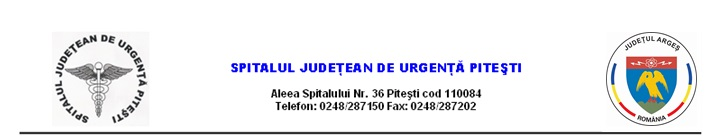 SPITALUL JUDEȚEAN DE URGENȚĂ PITEȘTI
SPITALUL JUDEȚEAN DE URGENȚĂ PITEŞTI
Aleea Spitalului Nr. 36 Pitești cod 110084
Telefon: 0248/287150 Fax: 0248/287202
JUDEȚUL ARGEȘ
ROMÂNIA